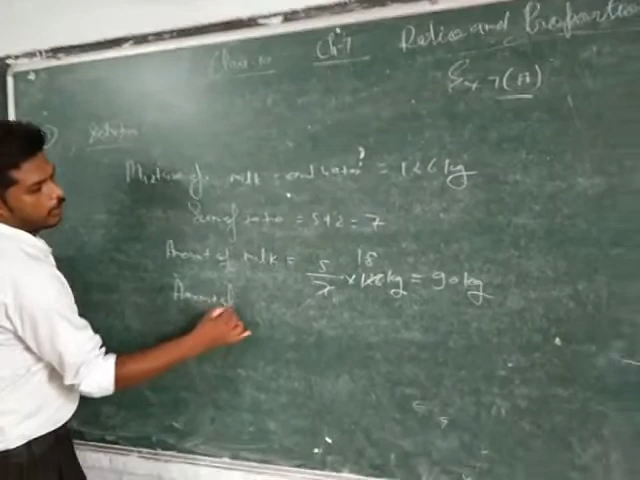 Class-10 Ch-7 Ratio and Proportion
Ex 7(A)
Solution
Mixture of milk and water = 126 kg
Sum of ratio = 5+2 = 7
Amount of milk = 5/7 × 126 kg 18 = 90 kg
Amount of